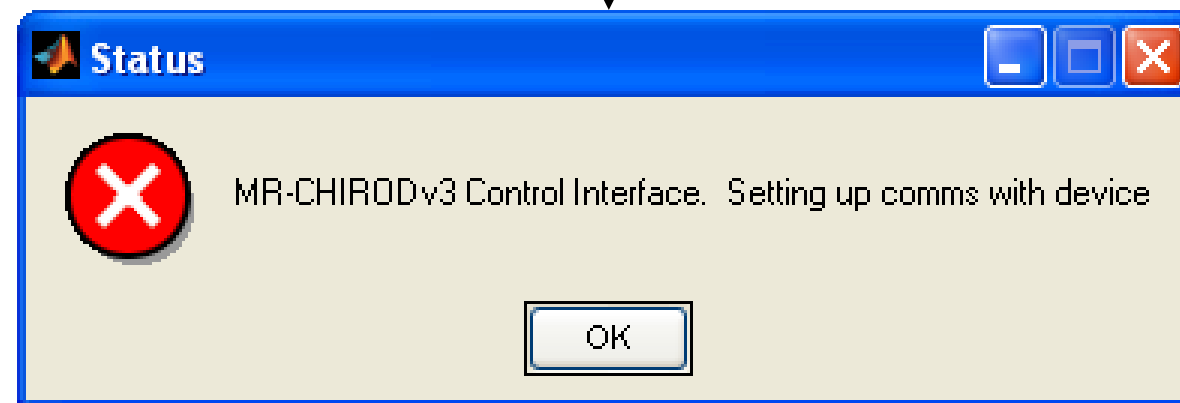 Status
MR-CHIRODv3 Control Interface.  Setting up comms with device
OK